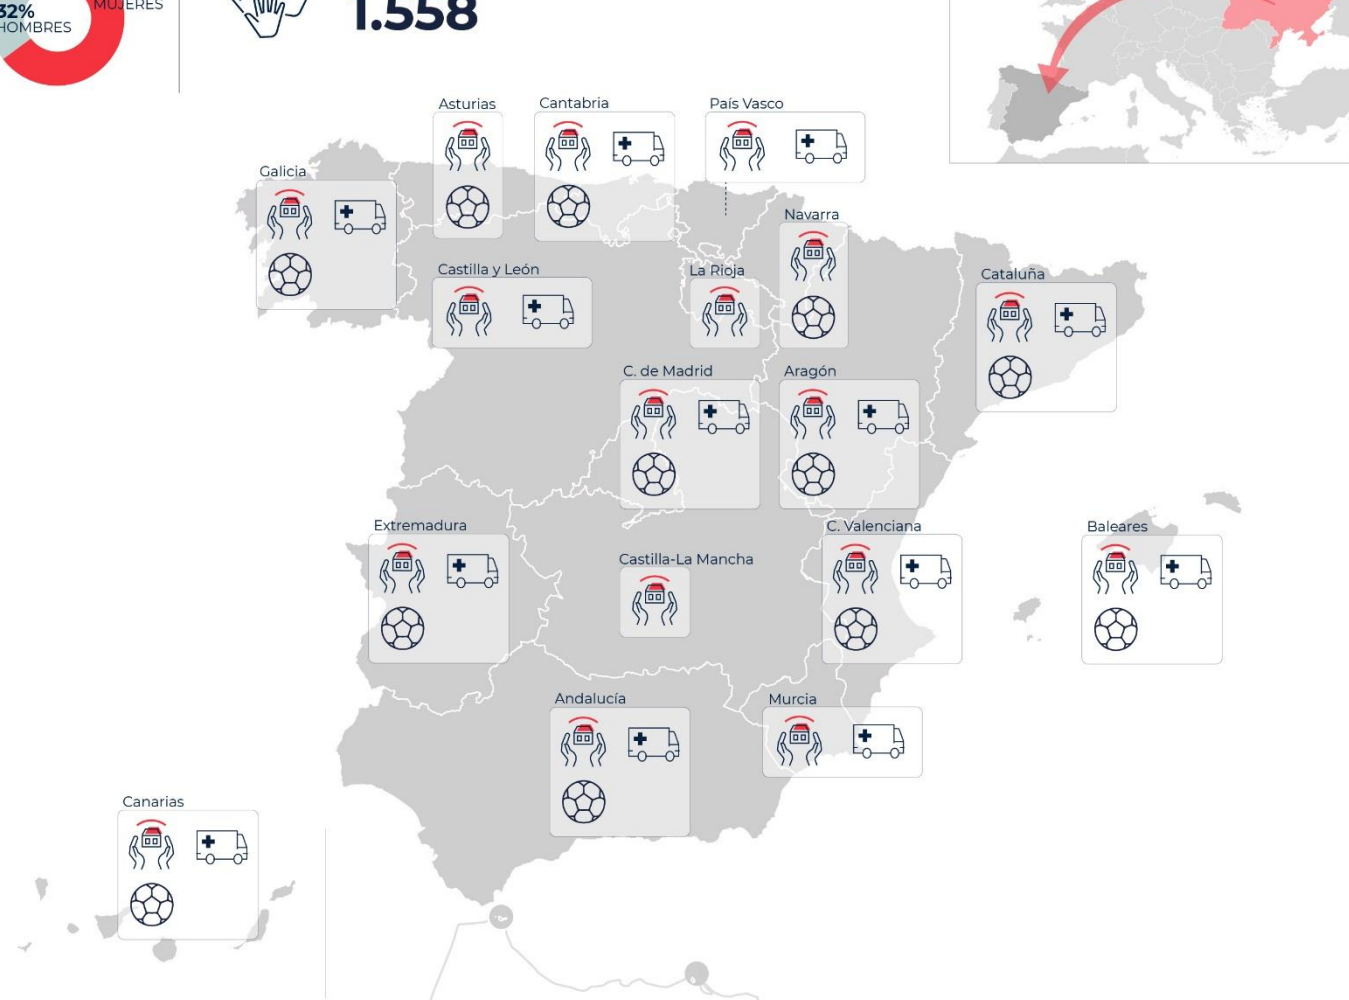 32%
HOMBRES
MUJERES
1.558
Asturias
Cantabria
País Vasco
Galicia
Navarra
Castilla y León
La Rioja
Cataluña
C. de Madrid
Aragón
Extremadura
C. Valenciana
Baleares
Castilla-La Mancha
Andalucía
Murcia
Canarias